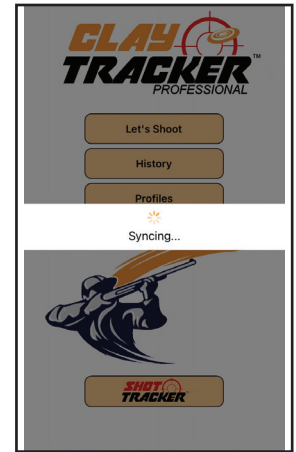 CLAY
TRACKER™
PROFESSIONAL
Let's Shoot
History
Profiles
Syncing...
SHOT
TRACKER